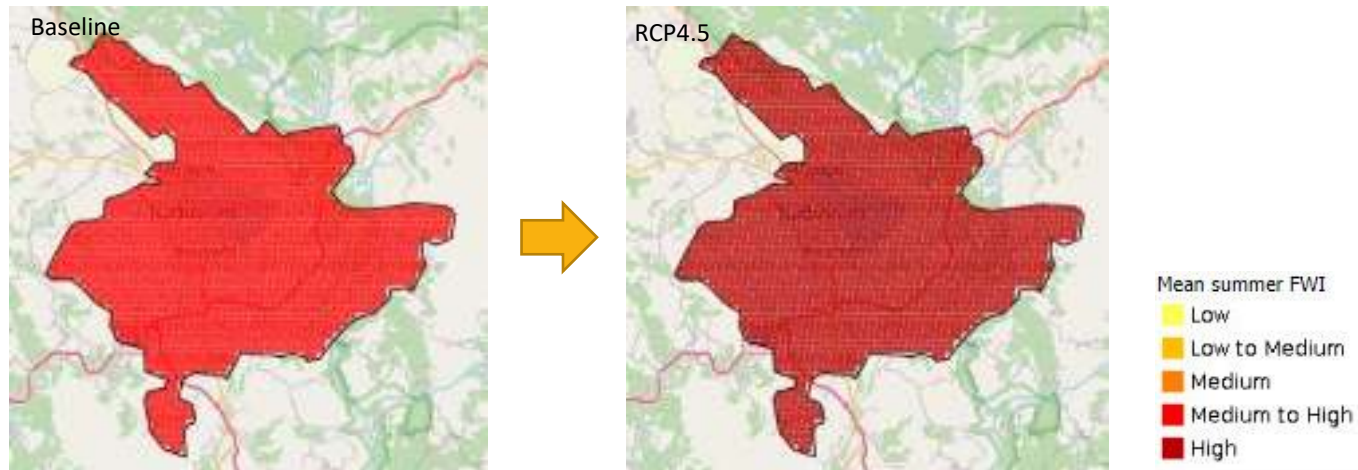 Baseline
RCP4.5
Mean summer FWI
Low
Low to Medium
Medium
Medium to High
High